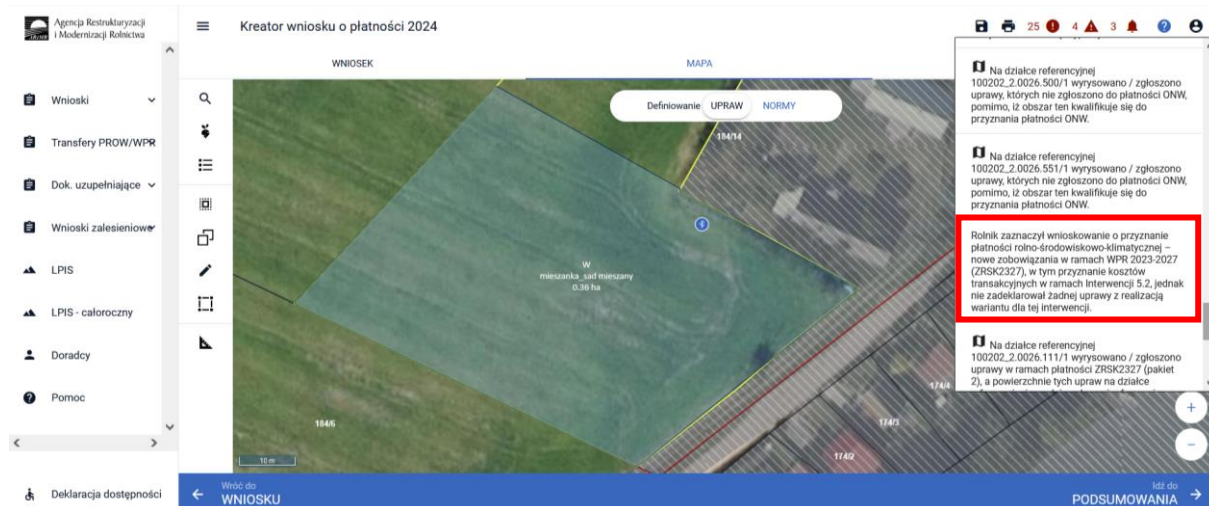 Agencja Restrukturyzacji
i Modernizacji Rolnictwa
Kreator wniosku o płatności 2024
25
4
3
WNIOSEK
MAPA
Wnioski
Transfery PROW/WPR
Dok. uzupełniające
Wnioski zalesieniowe
LPIS
LPIS - całoroczny
Doradcy
Pomoc
Deklaracja dostępności
Definiowanie UPRAW NORMY
184/14
W
mieszanka_sad mieszany
0.36 ha
184/6
174/4
174/3
174/2
10 m
Na działce referencyjnej
100202_2.0026.500/1 wyrysowano / zgłoszono
uprawy, których nie zgłoszono do płatności ONW,
pomimo, iż obszar ten kwalifikuje się do
przyznania płatności ONW.
Na działce referencyjnej
100202_2.0026.551/1 wyrysowano / zgłoszono
uprawy, których nie zgłoszono do płatności ONW,
pomimo, iż obszar ten kwalifikuje się do
przyznania płatności ONW.
Rolnik zaznaczył wnioskowanie o przyznanie
płatności rolno-środowiskowo-klimatycznej –
nowe zobowiązania w ramach WPR 2023-2027
(ZRSK2327), w tym przyznanie kosztów
transakcyjnych w ramach Interwencji 5.2, jednak
nie zadeklarował żadnej uprawy z realizacją
wariantu dla tej interwencji.
Na działce referencyjnej
100202_2.0026.111/1 wyrysowano / zgłoszono
uprawy w ramach płatności ZRSK2327 (pakiet
2), a powierzchnie tych upraw na działce
Wróć do
WNIOSKU
Idź do
PODSUMOWANIA